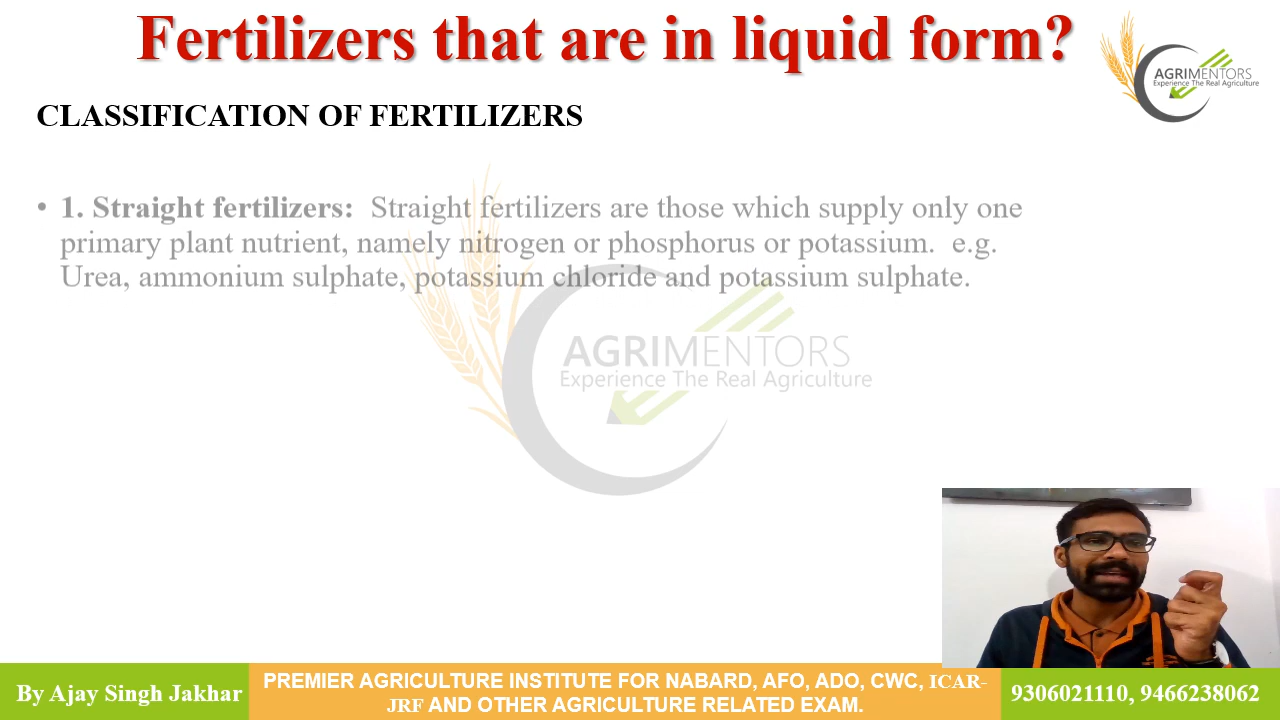 Fertilizers that are in liquid form?
AGRIMENTORS
Experience The Real Agriculture
CLASSIFICATION OF FERTILIZERS
• 1. Straight fertilizers: Straight fertilizers are those which supply only one
primary plant nutrient, namely nitrogen or phosphorus or potassium. e.g.
Urea, ammonium sulphate, potassium chloride and potassium sulphate.
AGRIMENTORS
Experience The Real Agriculture
By Ajay Singh Jakhar
PREMIER AGRICULTURE INSTITUTE FOR NABARD, AFO, ADO, CWC, ICAR-
JRF AND OTHER AGRICULTURE RELATED EXAM.
9306021110, 9466238062